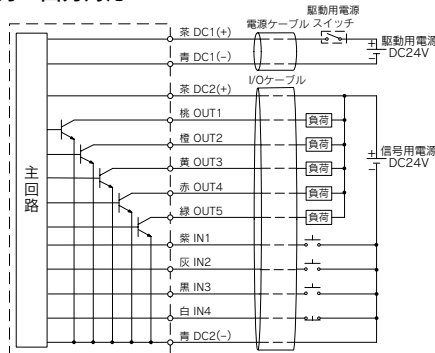 駆動用電源
電源ケーブル スイッチ
茶 DC1(+)
駆動用電源
DC24V
青 DC1(-)
I/Oケーブル
茶 DC2(+)
桃 OUT1
負荷
橙 OUT2
負荷
信号用電源
DC24V
黄 OUT3
負荷
主回路
赤 OUT4
負荷
緑 OUT5
負荷
紫 IN1
灰 IN2
黒 IN3
白 IN4
青 DC2(-)